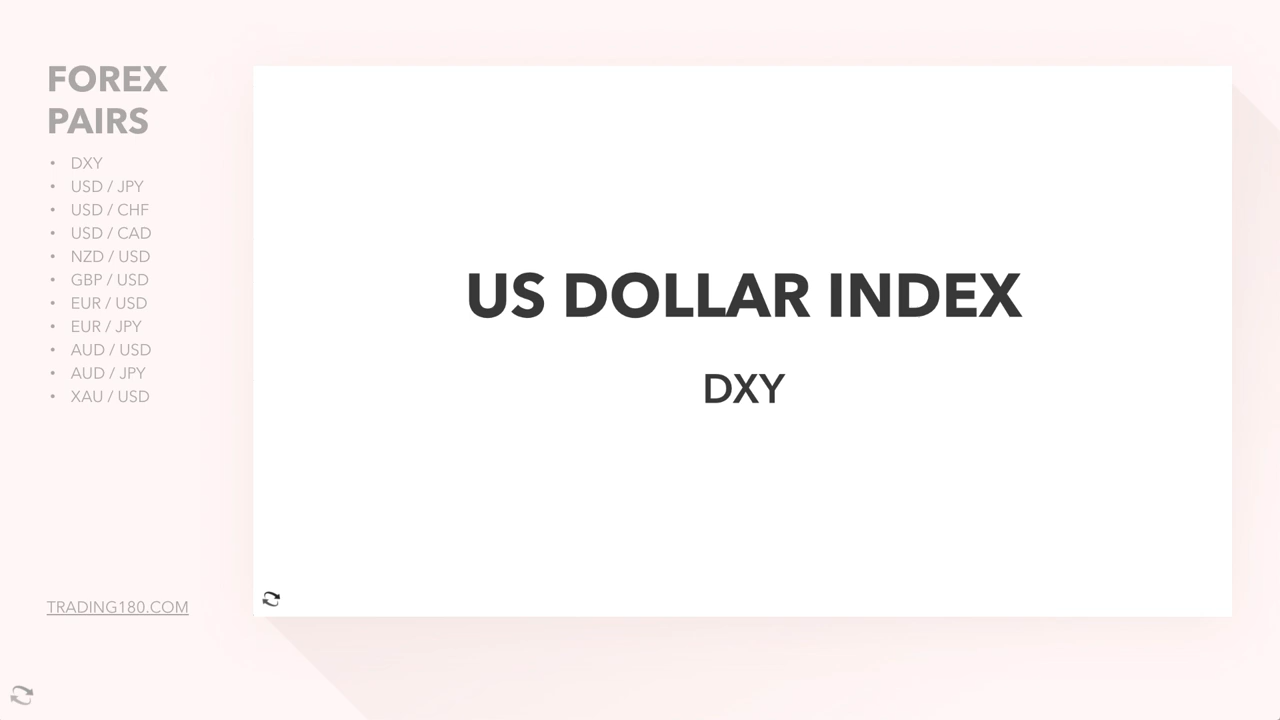 FOREX
PAIRS
• DXY
• USD / JPY
• USD / CHF
• USD / CAD
• NZD / USD
• GBP / USD
• EUR / USD
• EUR / JPY
• AUD / USD
• AUD / JPY
• XAU / USD
TRADING180.COM
US DOLLAR INDEX
DXY